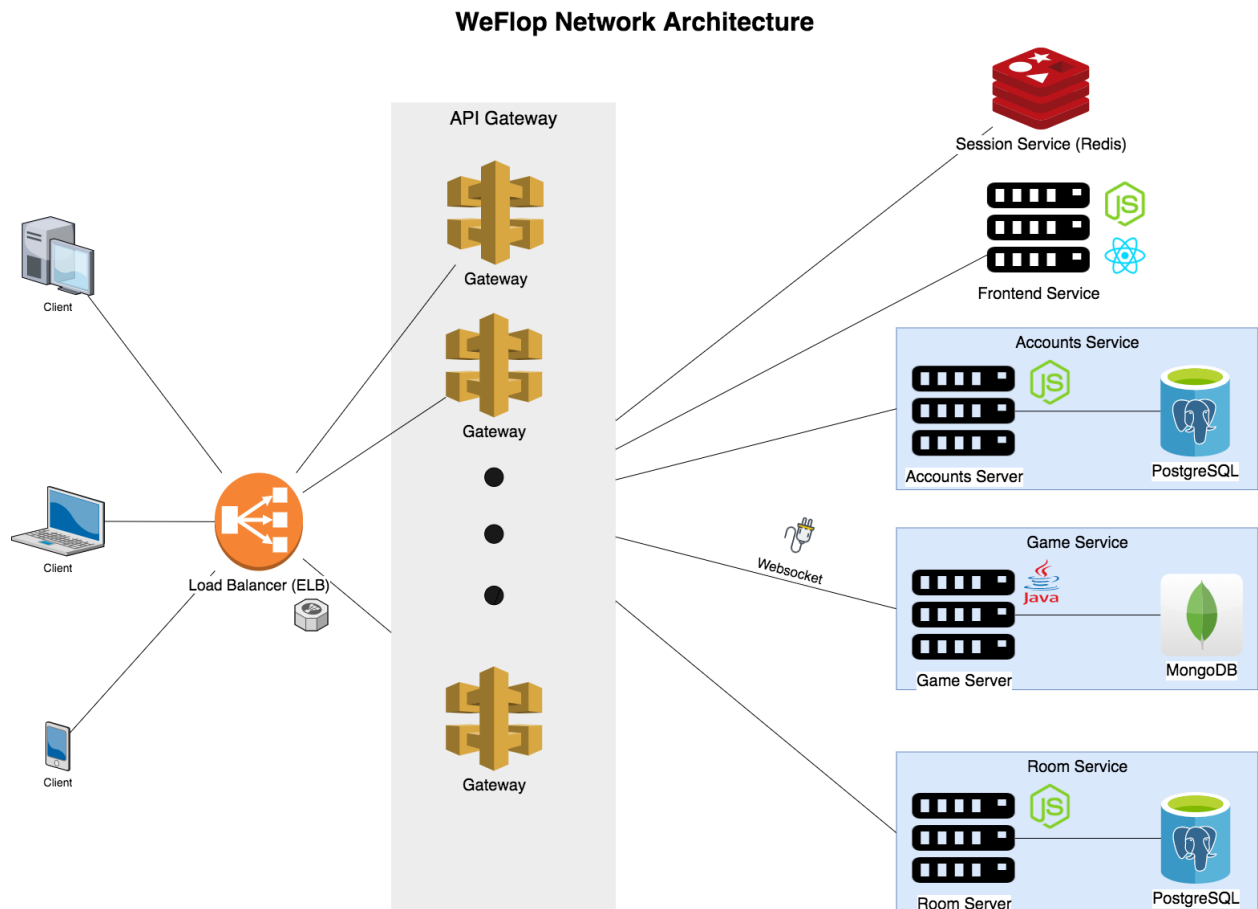 WeFlop Network Architecture
API Gateway
Session Service (Redis)
Gateway
JS
Client
Frontend Service
Accounts Service
JS
Gateway
Accounts Server
PostgreSQL
Websocket
Game Service
Client
Load Balancer (ELB)
Java
Game Server
MongoDB
Room Service
Client
Gateway
JS
Room Server
PostgreSQL